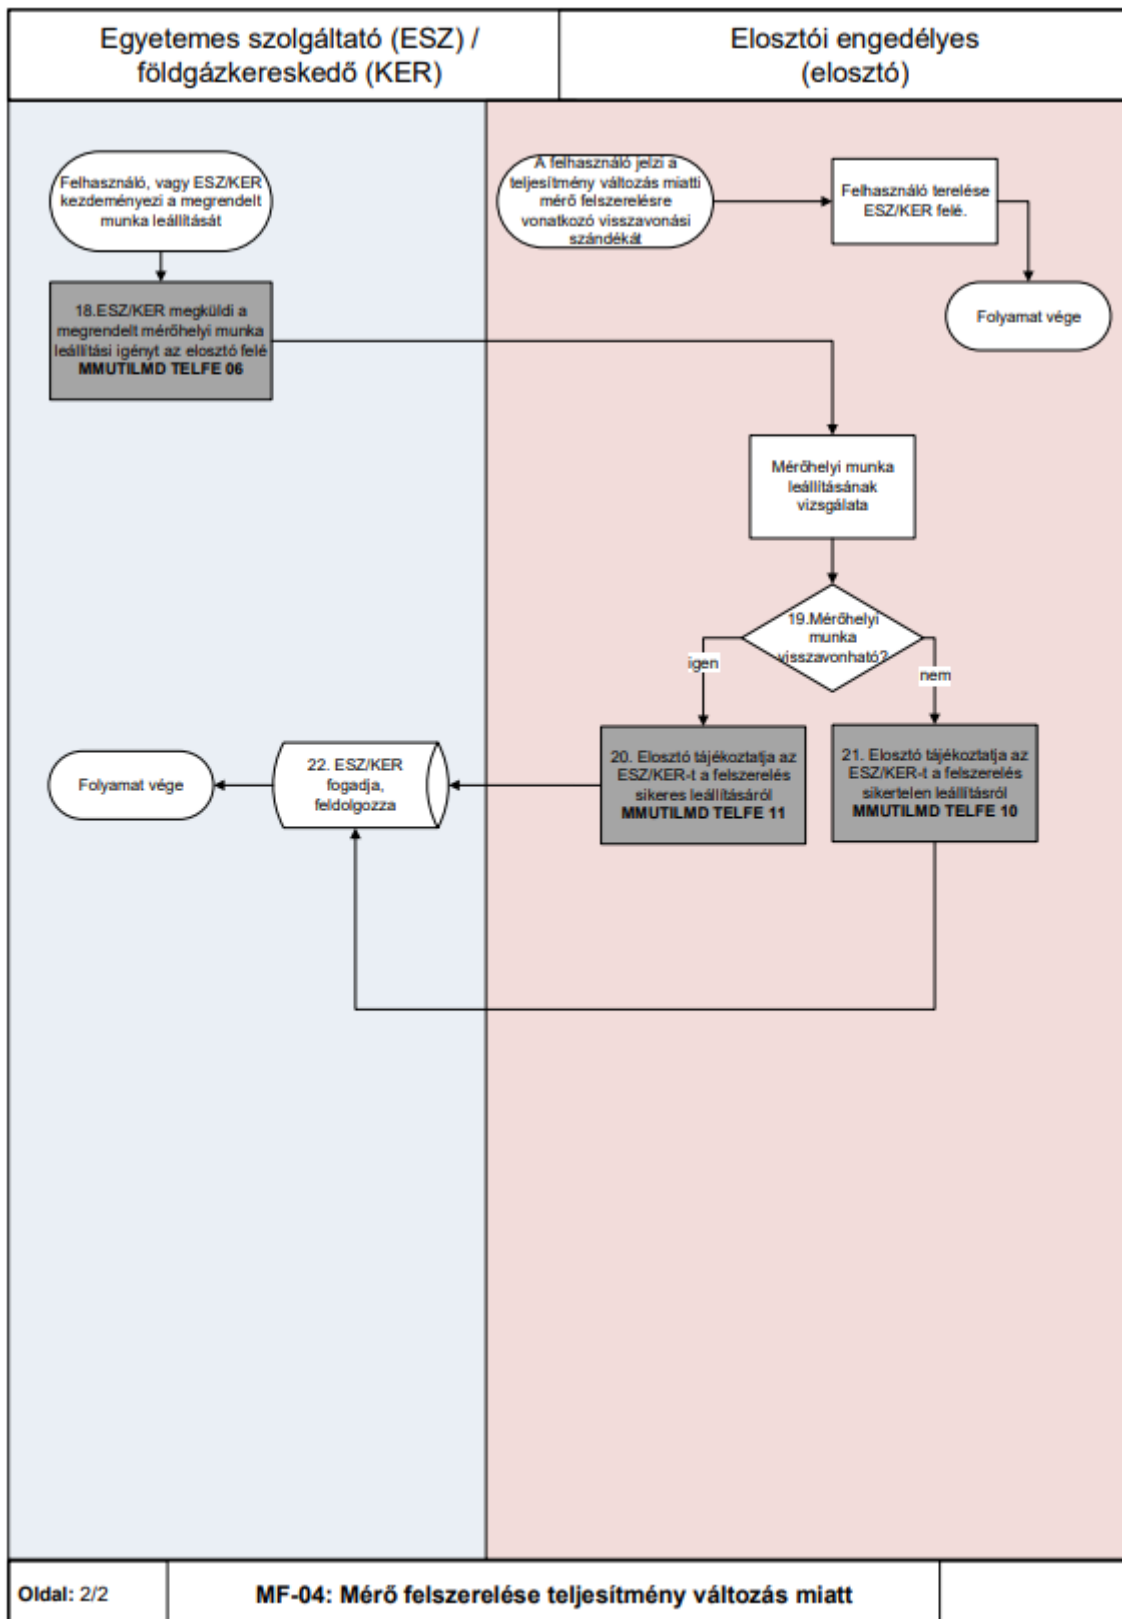 Egyetemes szolgáltató (ESZ) /
földgázkereskedő (KER)
Elosztói engedélyes
(elosztó)
Felhasználó, vagy ESZ/KER
kezdeményezi a megrendelt
munka leállítását
A felhasználó jelzi a
teljesítmény változás miatti
mérő felszerelésre
vonatkozó visszavonási
szándékát
Felhasználó terelése
ESZ/KER felé.
Folyamat vége
18.ESZ/KER megküldi a
megrendelt mérőhelyi munka
leállítási igényt az elosztó felé
MMUTILMD TELFE 06
Mérőhelyi munka
leállításának
vizsgálata
19.Mérőhelyi
munka
visszavonható?
igen
nem
Folyamat vége
22. ESZ/KER
fogadja,
feldolgozza
20. Elosztó tájékoztatja az
ESZ/KER-t a felszerelés
sikeres leállításáról
MMUTILMD TELFE 11
21. Elosztó tájékoztatja az
ESZ/KER-t a felszerelés
sikertelen leállításról
MMUTILMD TELFE 10
Oldal: 2/2
MF-04: Mérő felszerelése teljesítmény változás miatt